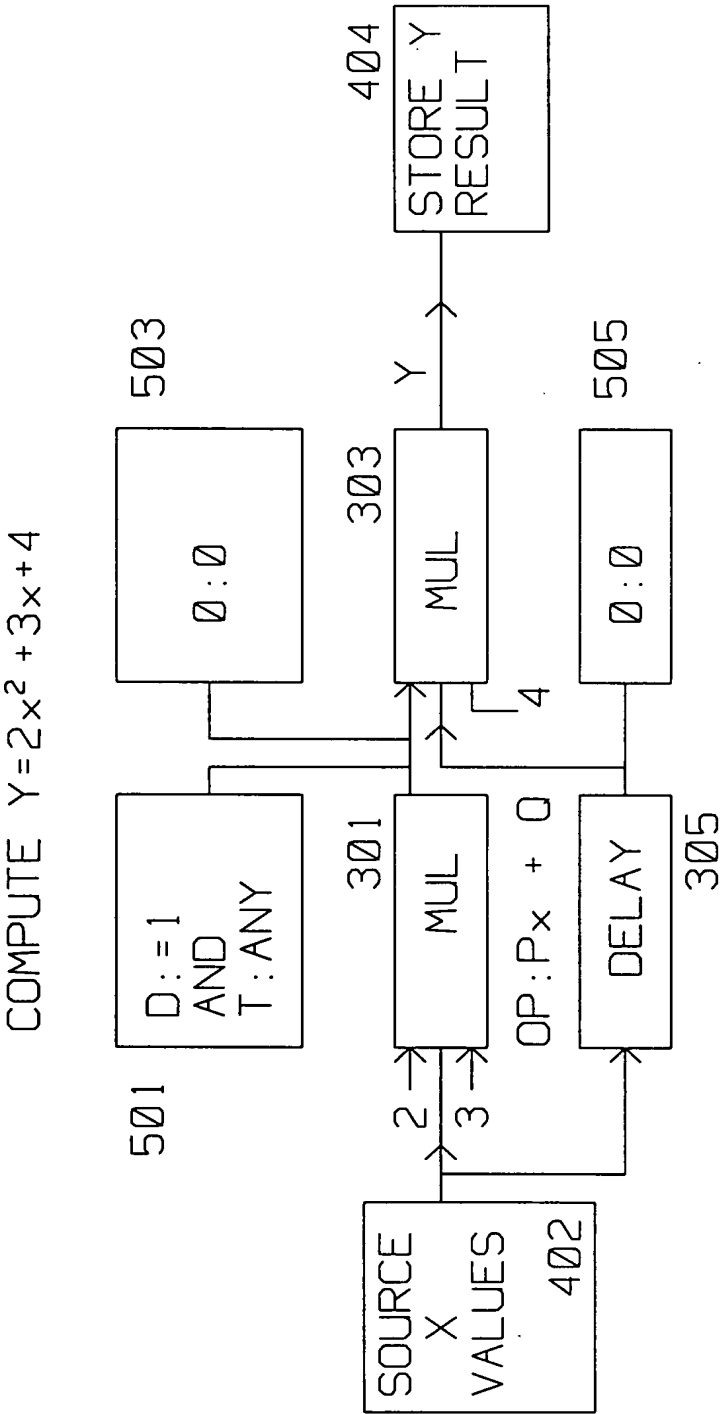 COMPUTE Y=2x² +3x+4
501
D:=1
AND
T:ANY
0:0
503
SOURCE
X
VALUES
402
2
3
301
MUL
OP:Px + Q
303
MUL
4
Y
404
STORE Y
RESULT
DELAY
305
0:0
505